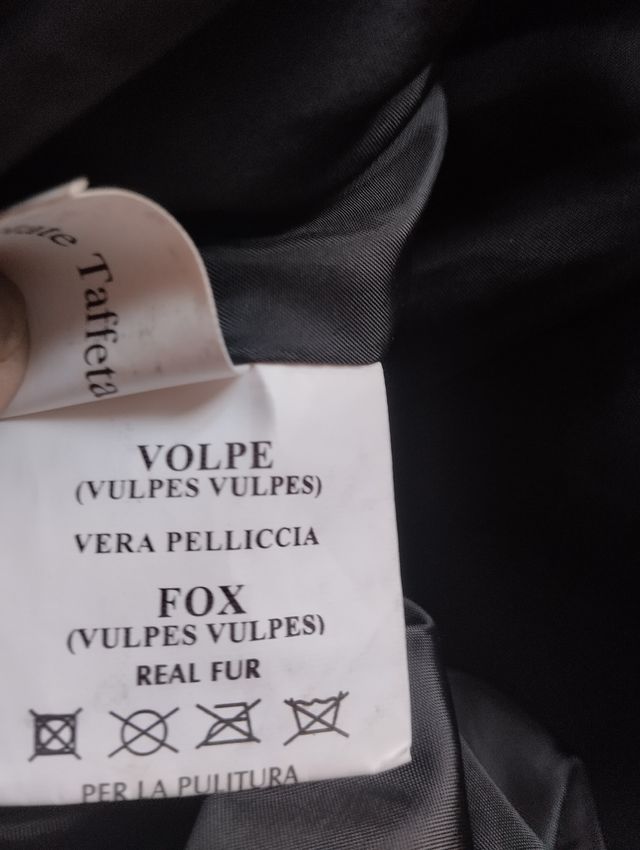 Taffeta
VOLPE
(VULPES VULPES)
VERA PELLICCIA
FOX
(VULPES VULPES)
REAL FUR
PER LA PULITURA